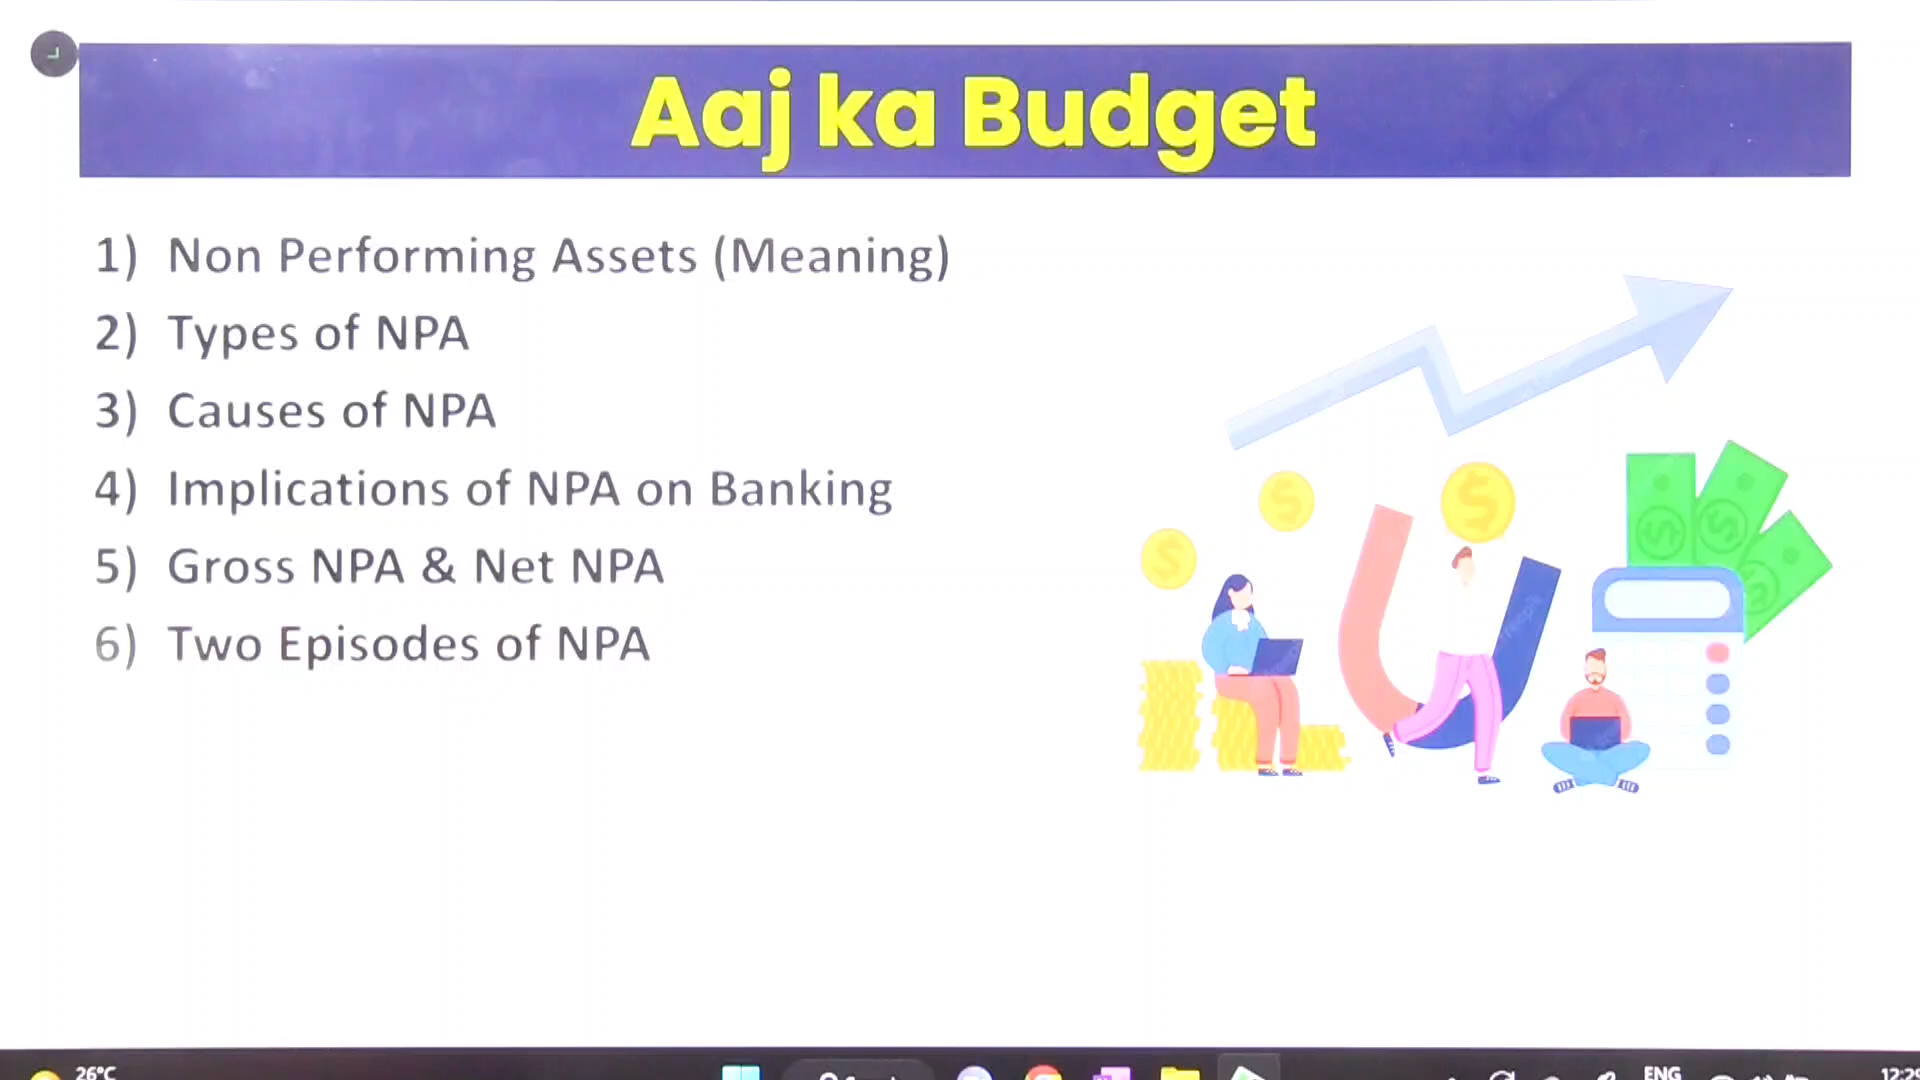 Aaj ka Budget
1) Non Performing Assets (Meaning)
2) Types of NPA
3) Causes of NPA
4) Implications of NPA on Banking
5) Gross NPA & Net NPA
6) Two Episodes of NPA
26°C
ENG